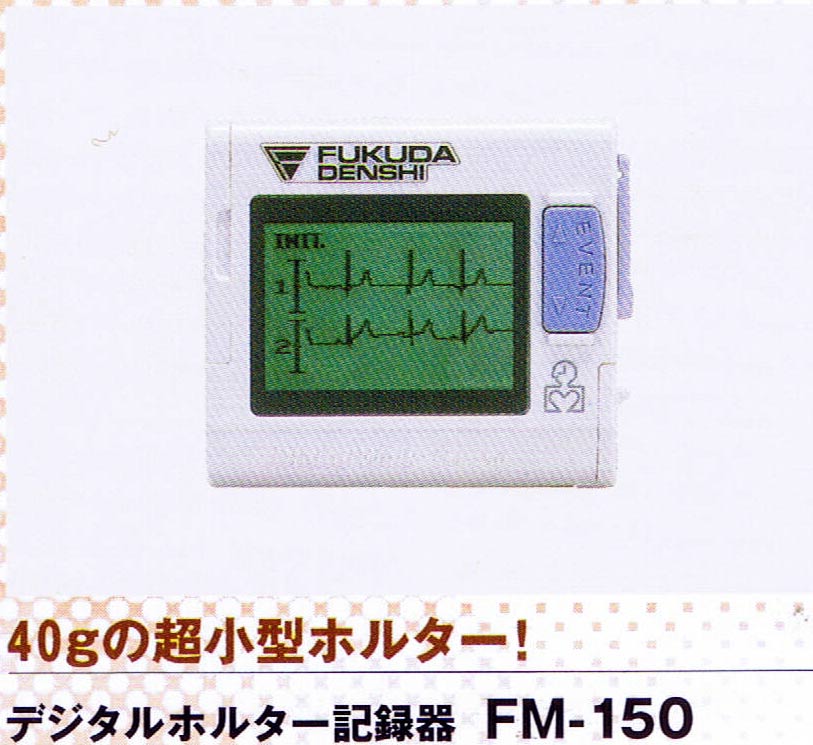 FUKUDA
DENSHI
INIT.
1
2
EVENT
40gの超小型ホルター!
デジタルホルター記録器 FM-150